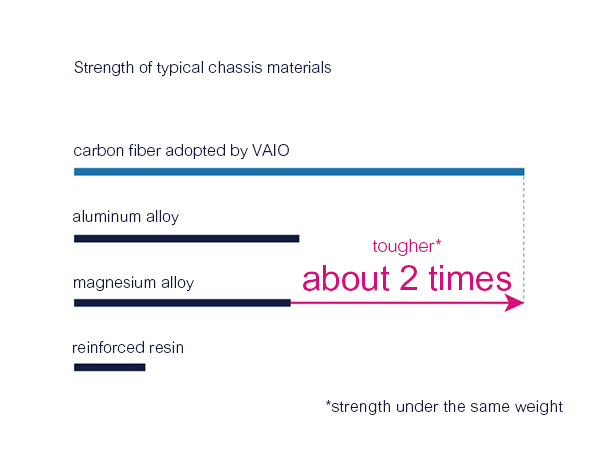 Strength of typical chassis materials
carbon fiber adopted by VAIO
aluminum alloy
tougher*
about 2 times
magnesium alloy
reinforced resin
*strength under the same weight